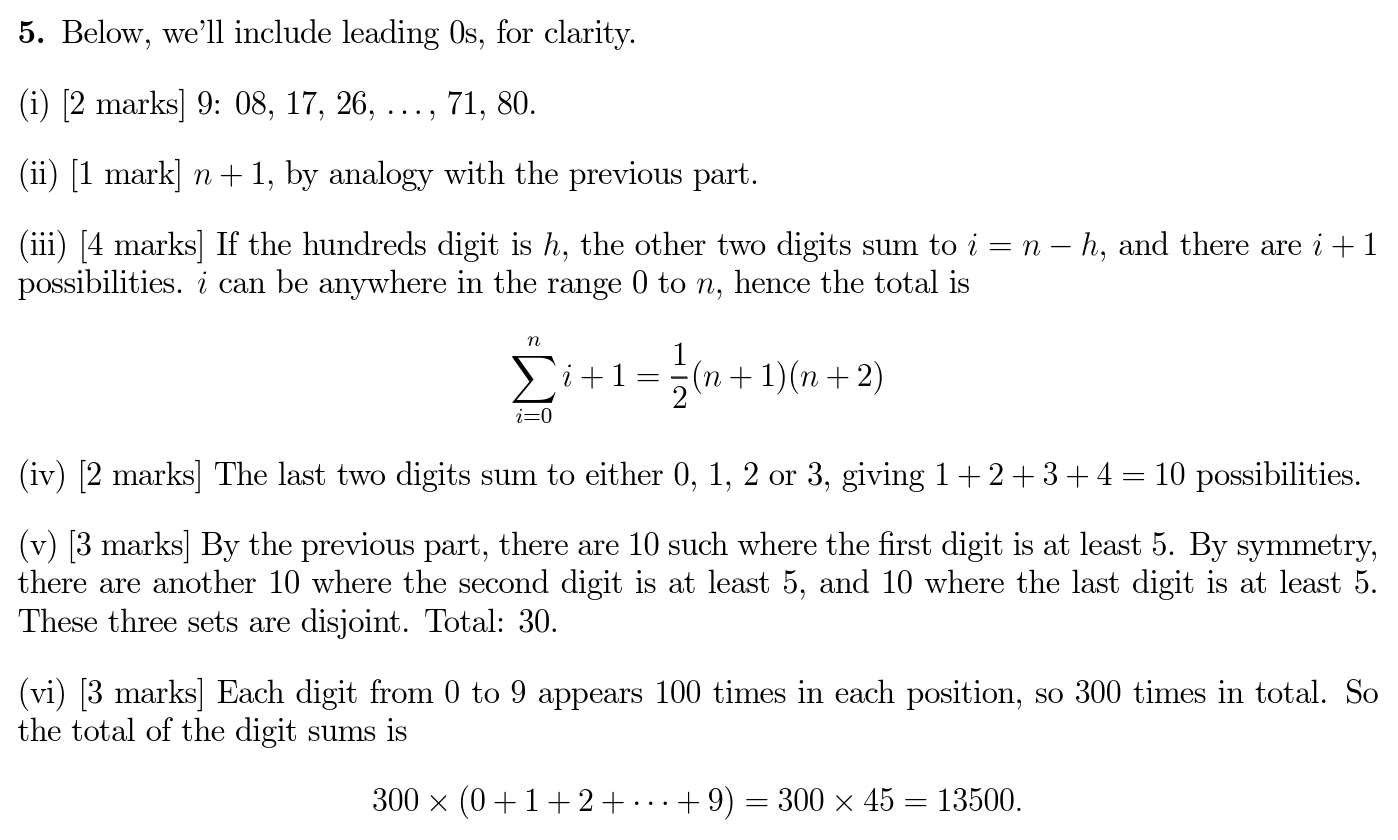 5. Below, we'll include leading 0s, for clarity.
(i) [2 marks] 9: 08, 17, 26, . . . , 71, 80.
(ii) [1 mark] n + 1, by analogy with the previous part.
(iii) [4 marks] If the hundreds digit is h, the other two digits sum to i = n − h, and there are i + 1
possibilities. i can be anywhere in the range 0 to n, hence the total is
\sum_{i=0}^{n} i + 1 = \frac{1}{2}(n + 1)(n + 2)
(iv) [2 marks] The last two digits sum to either 0, 1, 2 or 3, giving 1 + 2 + 3 + 4 = 10 possibilities.
(v) [3 marks] By the previous part, there are 10 such where the first digit is at least 5. By symmetry,
there are another 10 where the second digit is at least 5, and 10 where the last digit is at least 5.
These three sets are disjoint. Total: 30.
(vi) [3 marks] Each digit from 0 to 9 appears 100 times in each position, so 300 times in total. So
the total of the digit sums is
300 × (0 + 1 + 2 + · · · + 9) = 300 × 45 = 13500.